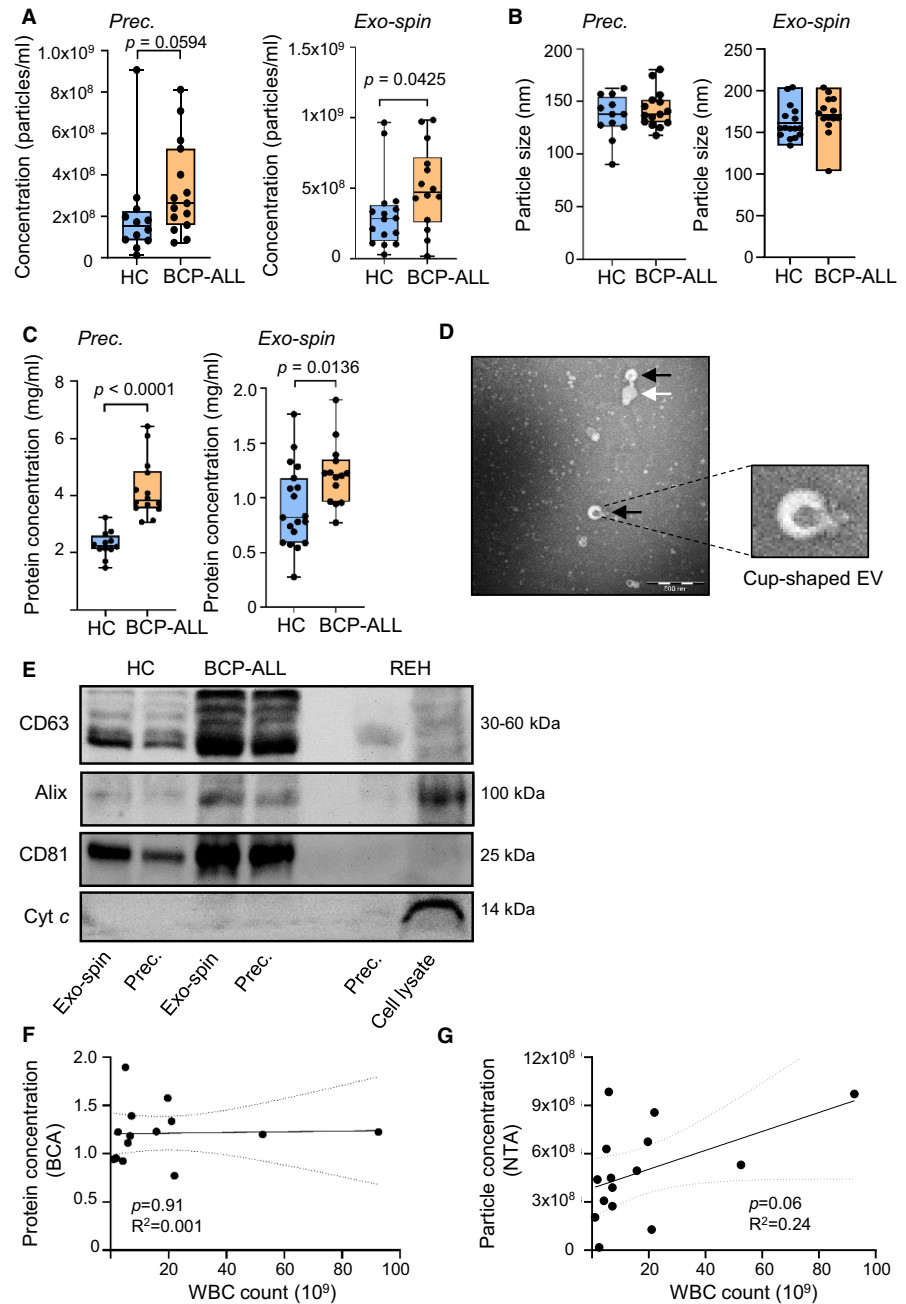 A
Prec.
Exo-spin
Concentration (particles/ml)
1.0x10⁹
8x10⁸
6x10⁸
4x10⁸
2x10⁸
0
p = 0.0594
HC BCP-ALL
Concentration (particles/ml)
1.5x10⁹
1x10⁹
5x10⁸
0
p = 0.0425
HC BCP-ALL
B
Prec.
Exo-spin
Particle size (nm)
200
150
100
50
0
HC BCP-ALL
Particle size (nm)
250
200
150
100
50
0
HC BCP-ALL
C
Prec.
Exo-spin
Protein concentration (mg/ml)
8
6
4
2
p < 0.0001
HC BCP-ALL
Protein concentration (mg/ml)
2.0
1.5
1.0
0.5
0
p = 0.0136
HC BCP-ALL
D
Cup-shaped EV
E
HC BCP-ALL REH
CD63 30-60 kDa
Alix 100 kDa
CD81 25 kDa
Cyt c 14 kDa
Exo-spin Prec. Exo-spin Prec. Prec. Cell lysate
F
Protein concentration
(BCA)
2.0
1.5
1.0
0.5
0
p=0.91
R²=0.001
20 40 60 80 100
WBC count (10⁹)
G
Particle concentration
(NTA)
12x10⁸
9x10⁸
6x10⁸
3x10⁸
0
p=0.06
R²=0.24
0 20 40 60 80 100
WBC count (10⁹)